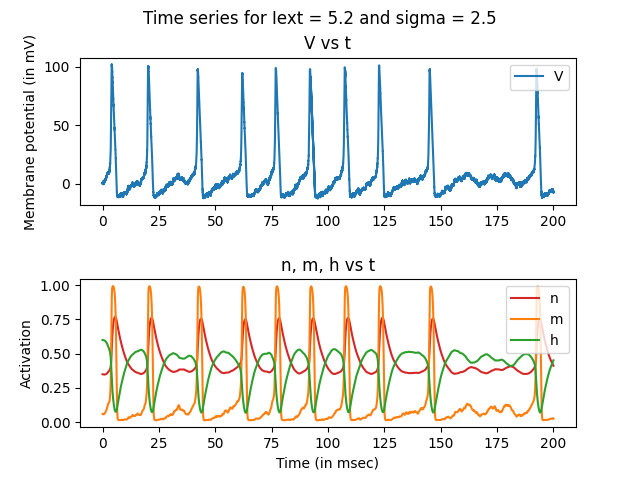 Time series for Iext = 5.2 and sigma = 2.5
V vs t
Membrane potential (in mV)
100
50
0
V
0 25 50 75 100 125 150 175 200
n, m, h vs t
Activation
1.00
0.75
0.50
0.25
0.00
n
m
h
0 25 50 75 100 125 150 175 200
Time (in msec)